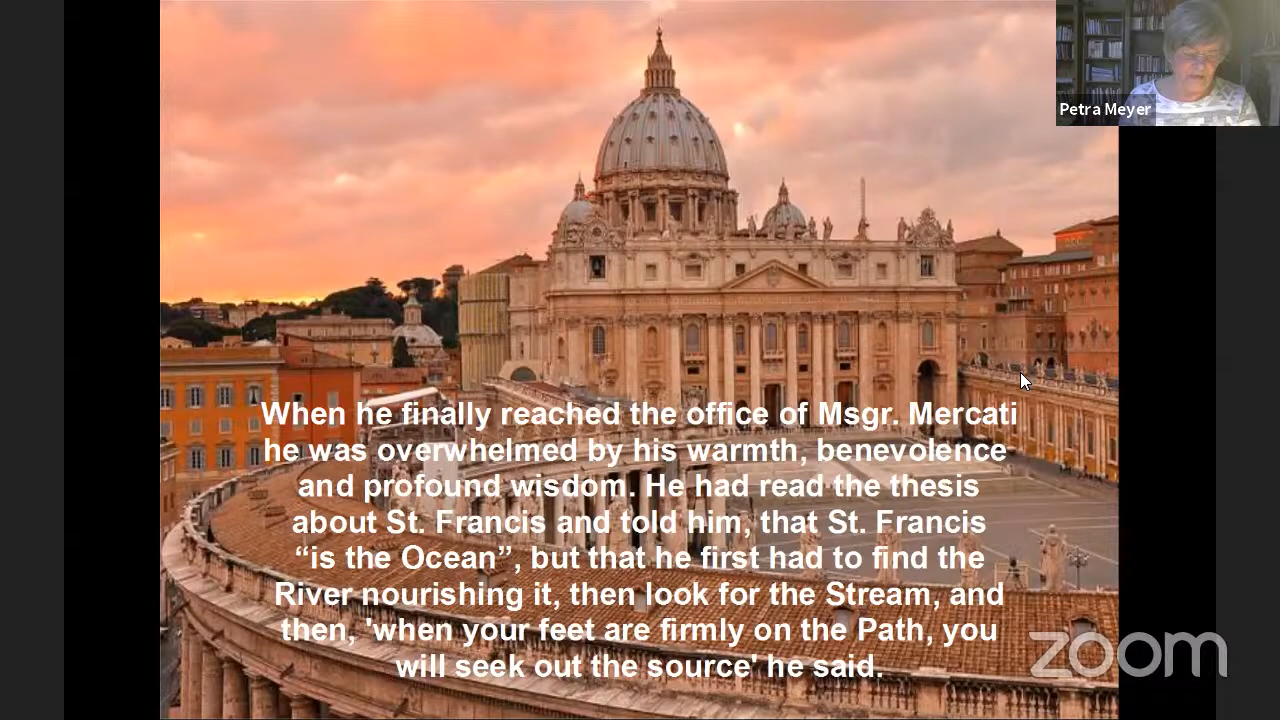 Petra Meyer
When he finally reached the office of Msgr. Mercati
he was overwhelmed by his warmth, benevolence
and profound wisdom. He had read the thesis
about St. Francis and told him, that St. Francis
“is the Ocean”, but that he first had to find the
River nourishing it, then look for the Stream, and
then, 'when your feet are firmly on the Path, you
will seek out the source' he said.
zoom